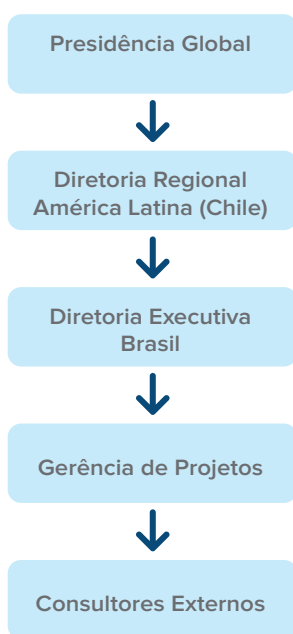 Presidência Global
Diretoria Regional
América Latina (Chile)
Diretoria Executiva
Brasil
Gerência de Projetos
Consultores Externos